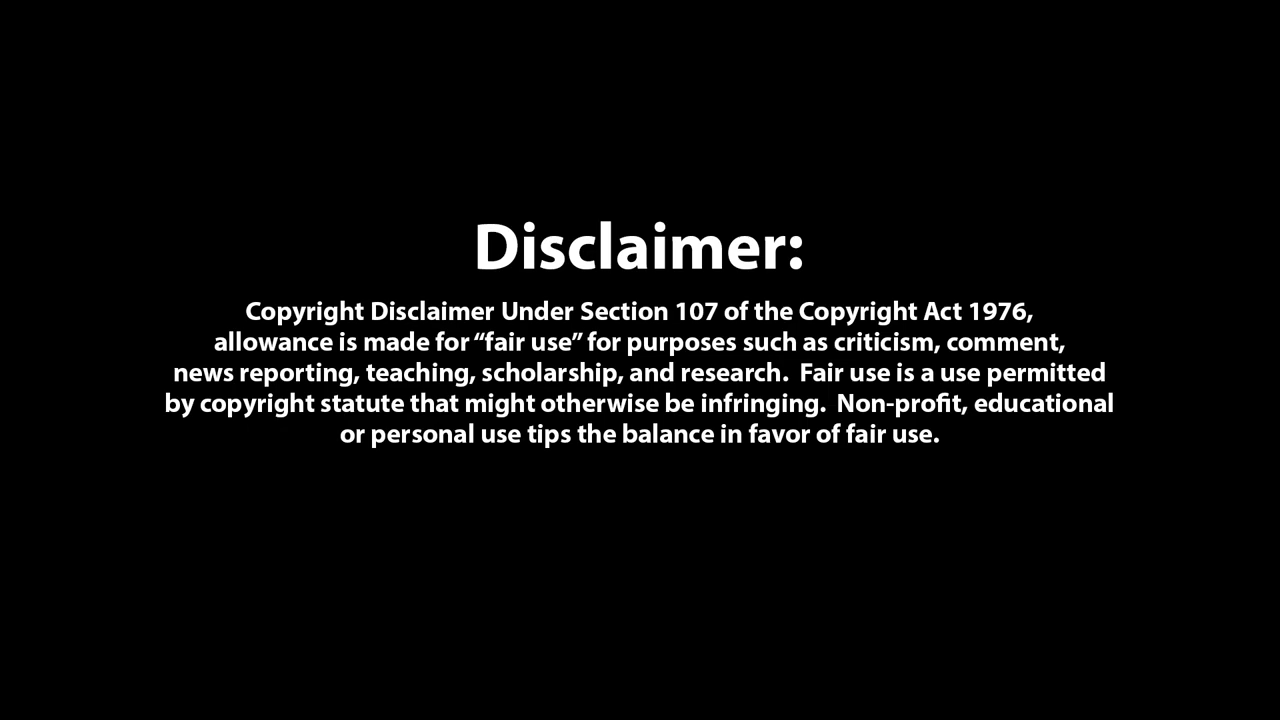 Disclaimer:
Copyright Disclaimer Under Section 107 of the Copyright Act 1976,
allowance is made for “fair use” for purposes such as criticism, comment,
news reporting, teaching, scholarship, and research.  Fair use is a use permitted
by copyright statute that might otherwise be infringing.  Non-profit, educational
or personal use tips the balance in favor of fair use.